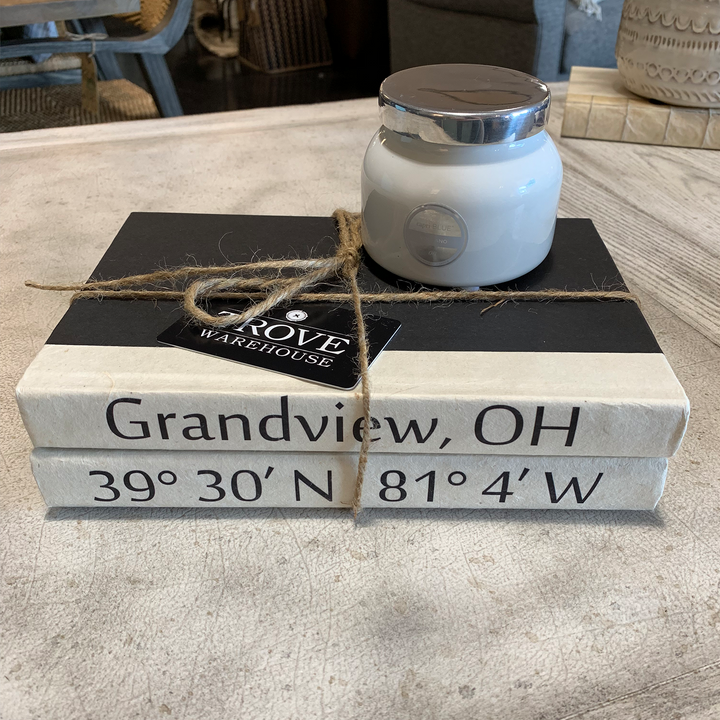 TROVE
WAREHOUSE
Grandview, OH
39° 30′ N 81° 4′ W